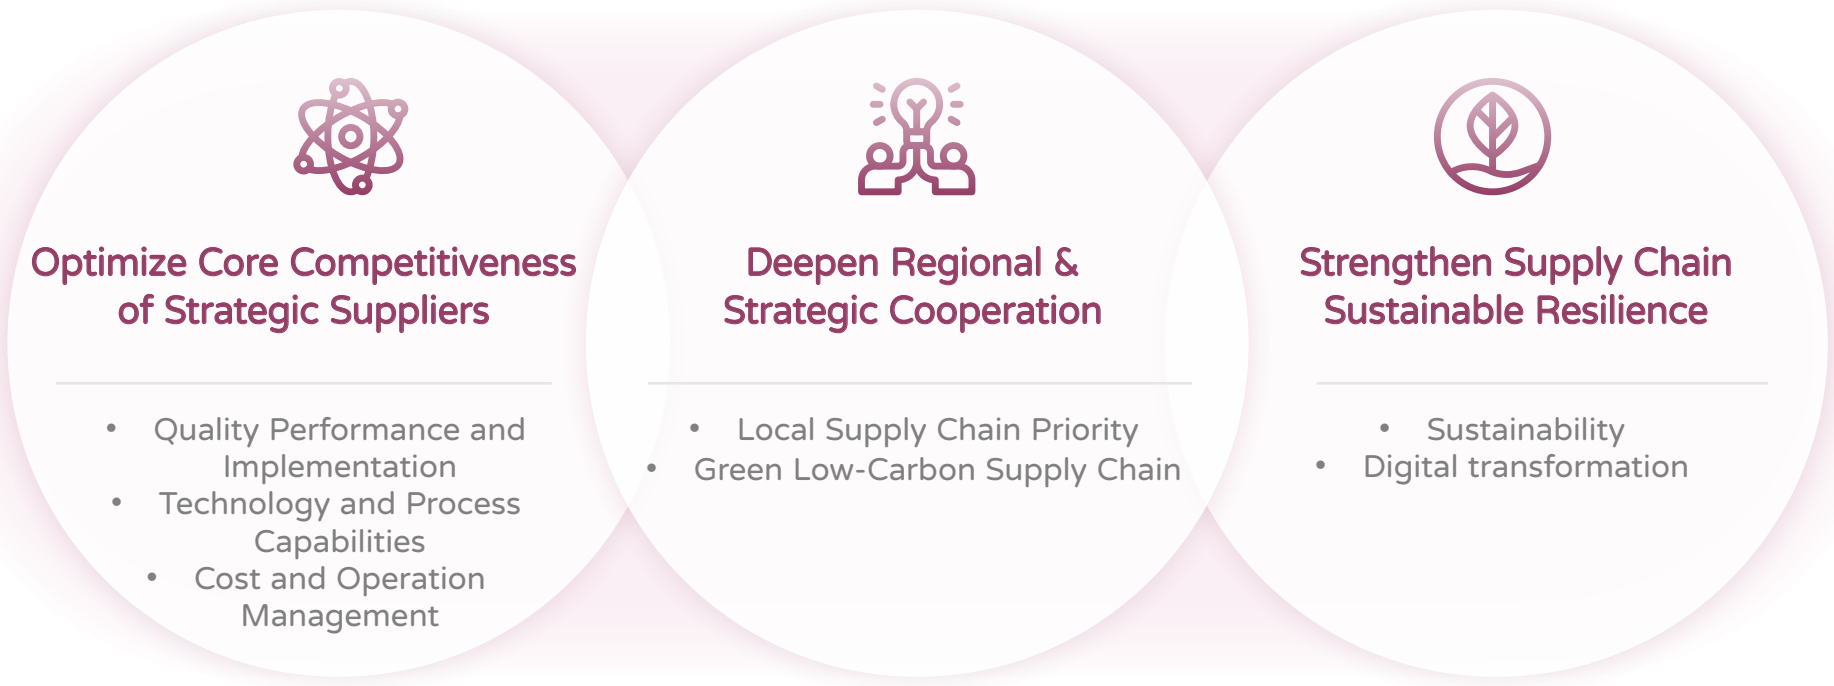 Optimize Core Competitiveness
of Strategic Suppliers
• Quality Performance and
Implementation
• Technology and Process
Capabilities
• Cost and Operation
Management
Deepen Regional &
Strategic Cooperation
• Local Supply Chain Priority
• Green Low-Carbon Supply Chain
Strengthen Supply Chain
Sustainable Resilience
• Sustainability
• Digital transformation